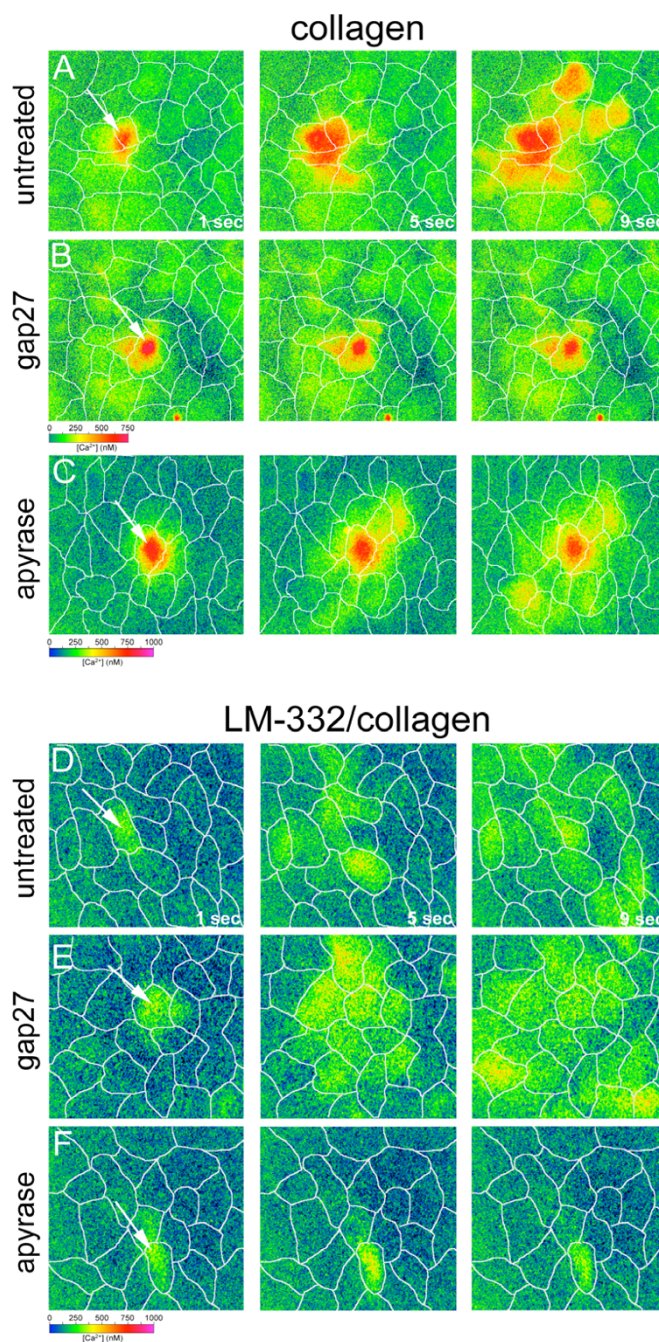 collagen
untreated
A
1 sec
5 sec
9 sec
gap27
B
0 250 500 750
[Ca²⁺] (nM)
apyrase
C
0 250 500 750 1000
[Ca²⁺] (nM)
LM-332/collagen
untreated
D
1 sec
5 sec
9 sec
gap27
E
apyrase
F
0 250 500 750 1000
[Ca²⁺] (nM)